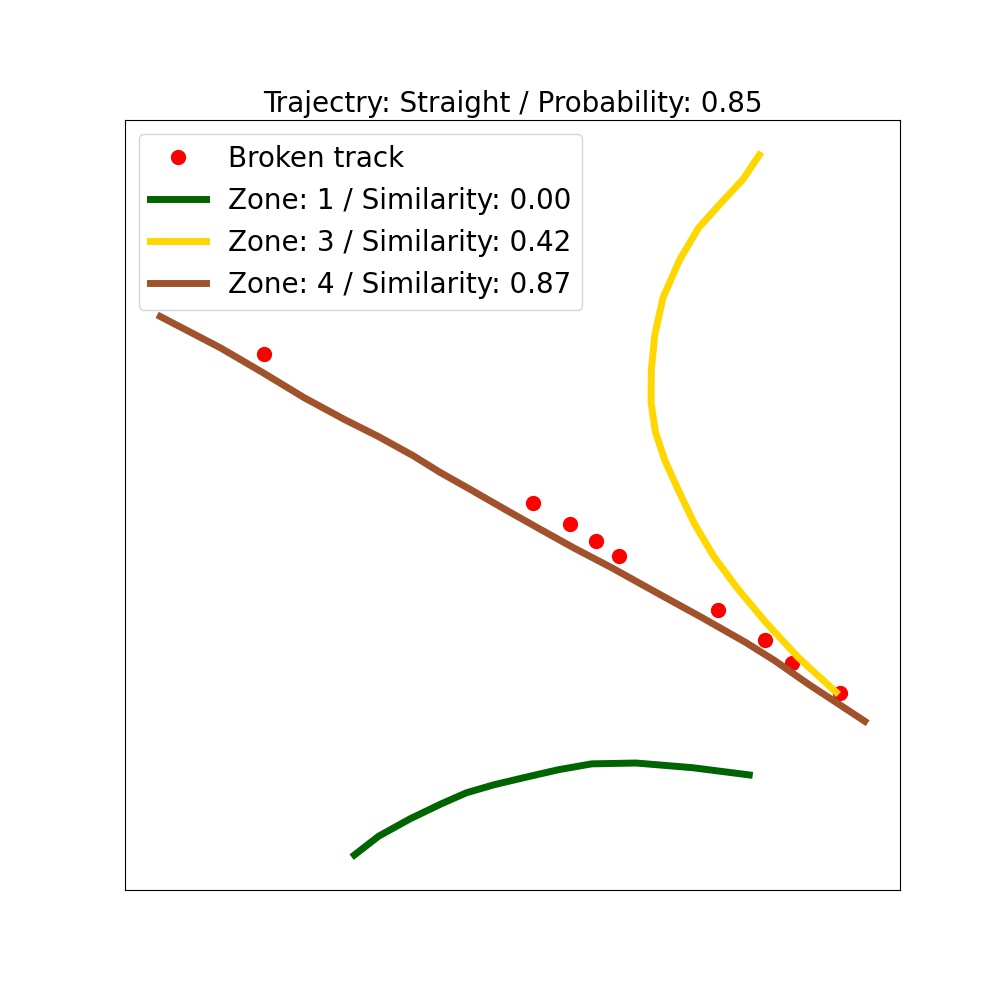 Trajectry: Straight / Probability: 0.85
Broken track
Zone: 1 / Similarity: 0.00
Zone: 3 / Similarity: 0.42
Zone: 4 / Similarity: 0.87